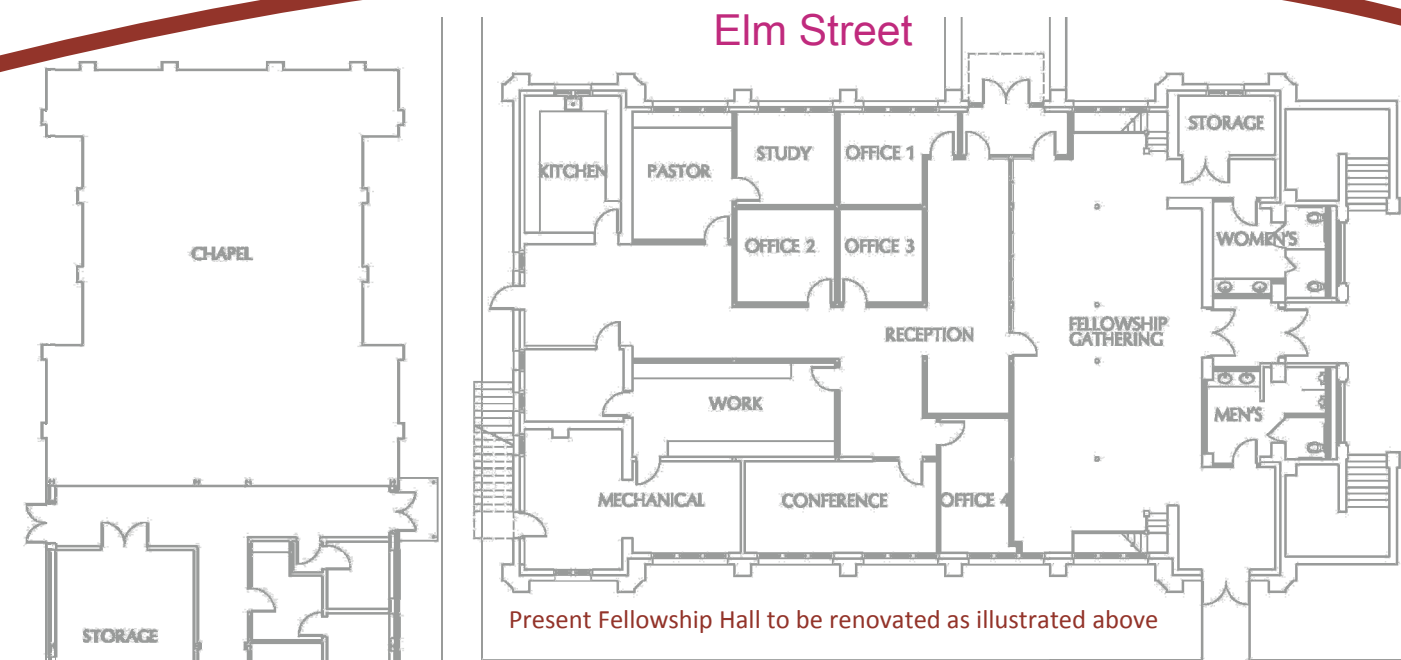 Elm Street
STORAGE
KITCHEN
PASTOR
STUDY
OFFICE 1
WOMEN'S
OFFICE 2
OFFICE 3
CHAPEL
RECEPTION
FELLOWSHIP
GATHERING
WORK
MEN'S
MECHANICAL
CONFERENCE
OFFICE 4
Present Fellowship Hall to be renovated as illustrated above
STORAGE